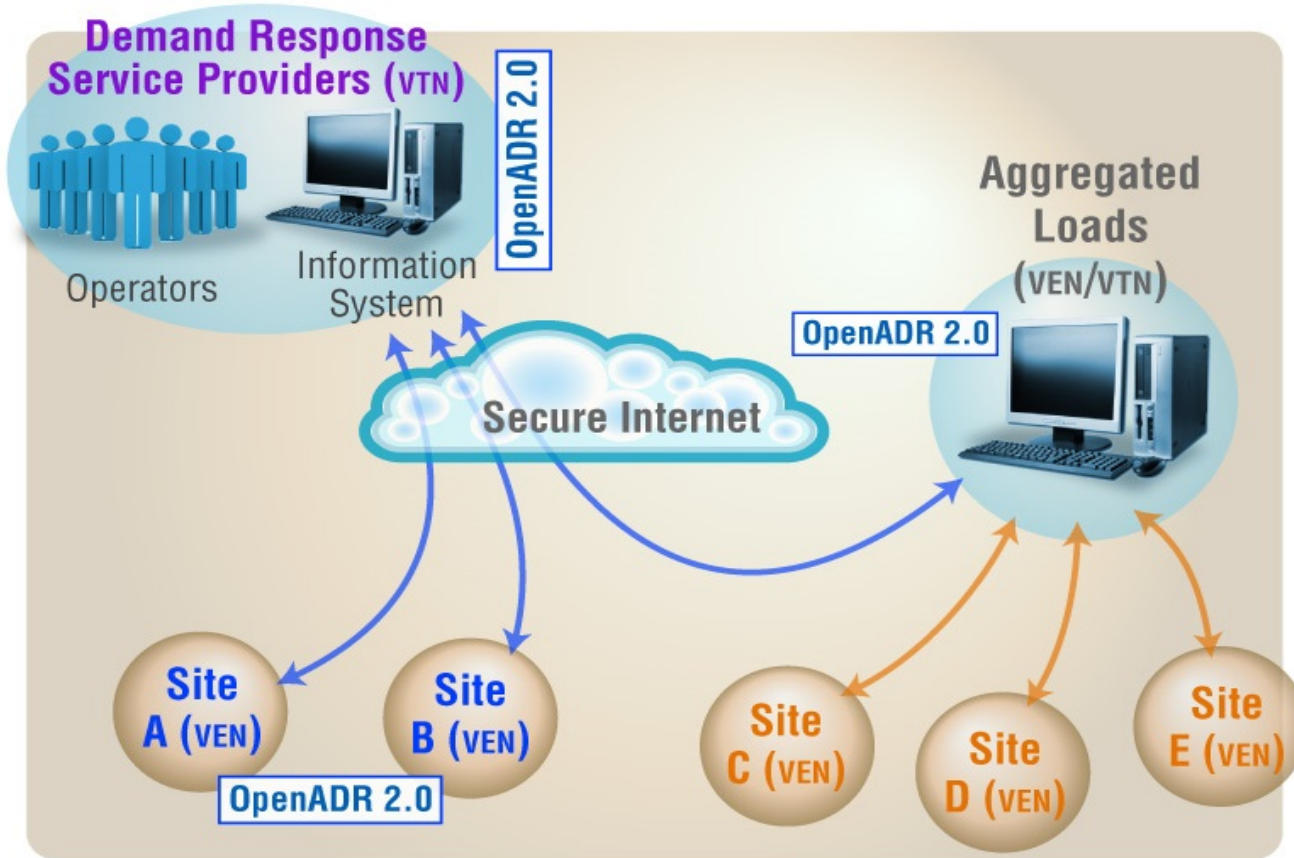 Demand Response
Service Providers (VTN)
OpenADR 2.0
Operators
Information
System
Aggregated
Loads
(VEN/VTN)
OpenADR 2.0
Secure Internet
Site
A (VEN)
Site
B (VEN)
OpenADR 2.0
Site
C (VEN)
Site
D (VEN)
Site
E (VEN)